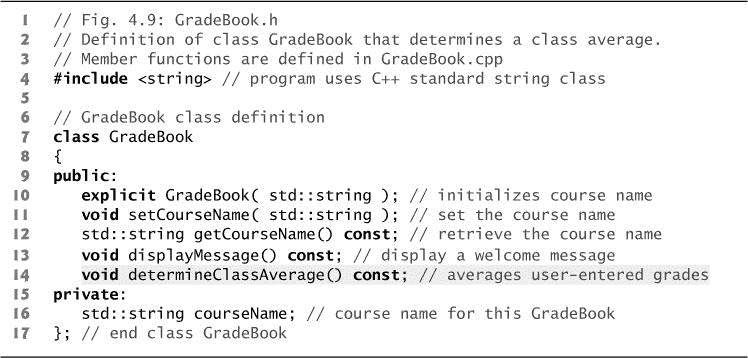 1 // Fig. 4.9: GradeBook.h
2 // Definition of class GradeBook that determines a class average.
3 // Member functions are defined in GradeBook.cpp
4 #include <string> // program uses C++ standard string class
5
6 // GradeBook class definition
7 class GradeBook
8 {
9 public:
10 explicit GradeBook( std::string ); // initializes course name
11 void setCourseName( std::string ); // set the course name
12 std::string getCourseName() const; // retrieve the course name
13 void displayMessage() const; // display a welcome message
14 void determineClassAverage() const; // averages user-entered grades
15 private:
16 std::string courseName; // course name for this GradeBook
17 }; // end class GradeBook